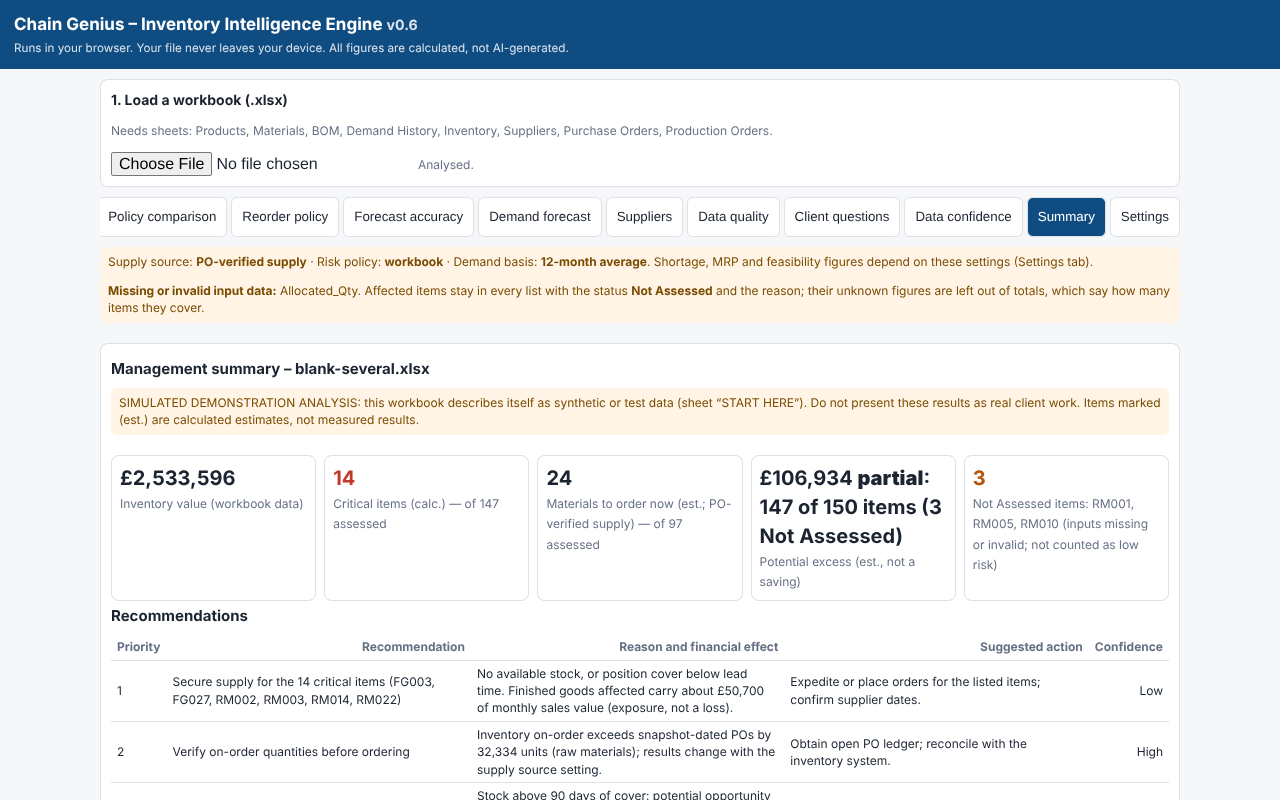 Chain Genius – Inventory Intelligence Engine v0.6
Runs in your browser. Your file never leaves your device. All figures are calculated, not AI-generated.
1. Load a workbook (.xlsx)
Needs sheets: Products, Materials, BOM, Demand History, Inventory, Suppliers, Purchase Orders, Production Orders.
Choose File No file chosen Analysed.
Policy comparison Reorder policy Forecast accuracy Demand forecast Suppliers Data quality Client questions Data confidence Summary Settings
Supply source: PO-verified supply · Risk policy: workbook · Demand basis: 12-month average. Shortage, MRP and feasibility figures depend on these settings (Settings tab).
Missing or invalid input data: Allocated_Qty. Affected items stay in every list with the status Not Assessed and the reason; their unknown figures are left out of totals, which say how many
items they cover.
Management summary – blank-several.xlsx
SIMULATED DEMONSTRATION ANALYSIS: this workbook describes itself as synthetic or test data (sheet “START HERE”). Do not present these results as real client work. Items marked
(est.) are calculated estimates, not measured results.
£2,533,596
Inventory value (workbook data)
14
Critical items (calc.) — of 147
assessed
24
Materials to order now (est.; PO-
verified supply) — of 97
assessed
£106,934 partial:
147 of 150 items (3
Not Assessed)
Potential excess (est., not a
saving)
3
Not Assessed items: RM001,
RM005, RM010 (inputs missing
or invalid; not counted as low
risk)
Recommendations
Priority Recommendation Reason and financial effect Suggested action Confidence
1
Secure supply for the 14 critical items (FG003,
FG027, RM002, RM003, RM014, RM022)
No available stock, or position cover below lead
time. Finished goods affected carry about £50,700
of monthly sales value (exposure, not a loss).
Expedite or place orders for the listed items;
confirm supplier dates.
Low
2
Verify on-order quantities before ordering
Inventory on-order exceeds snapshot-dated POs by
32,334 units (raw materials); results change with the
supply source setting.
Obtain open PO ledger; reconcile with the
inventory system.
High
Stock above 90 days of cover: potential opportunity